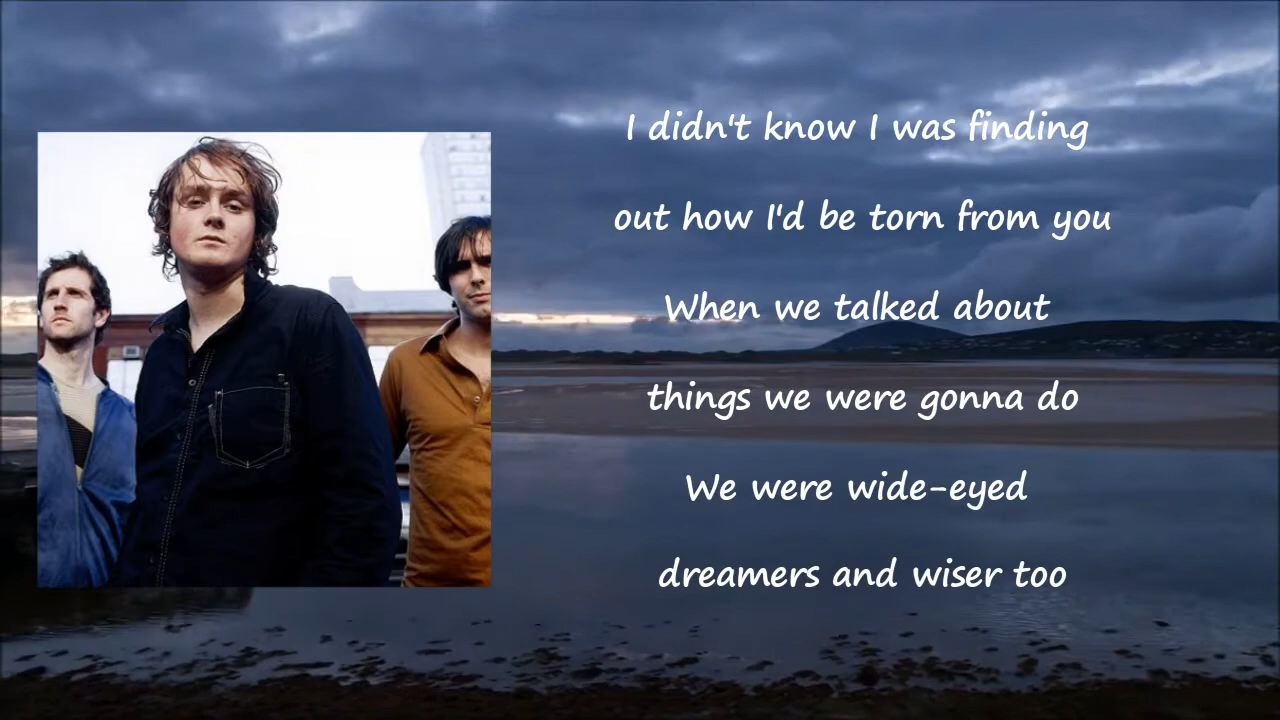 I didn't know I was finding
out how I'd be torn from you
When we talked about
things we were gonna do
We were wide-eyed
dreamers and wiser too